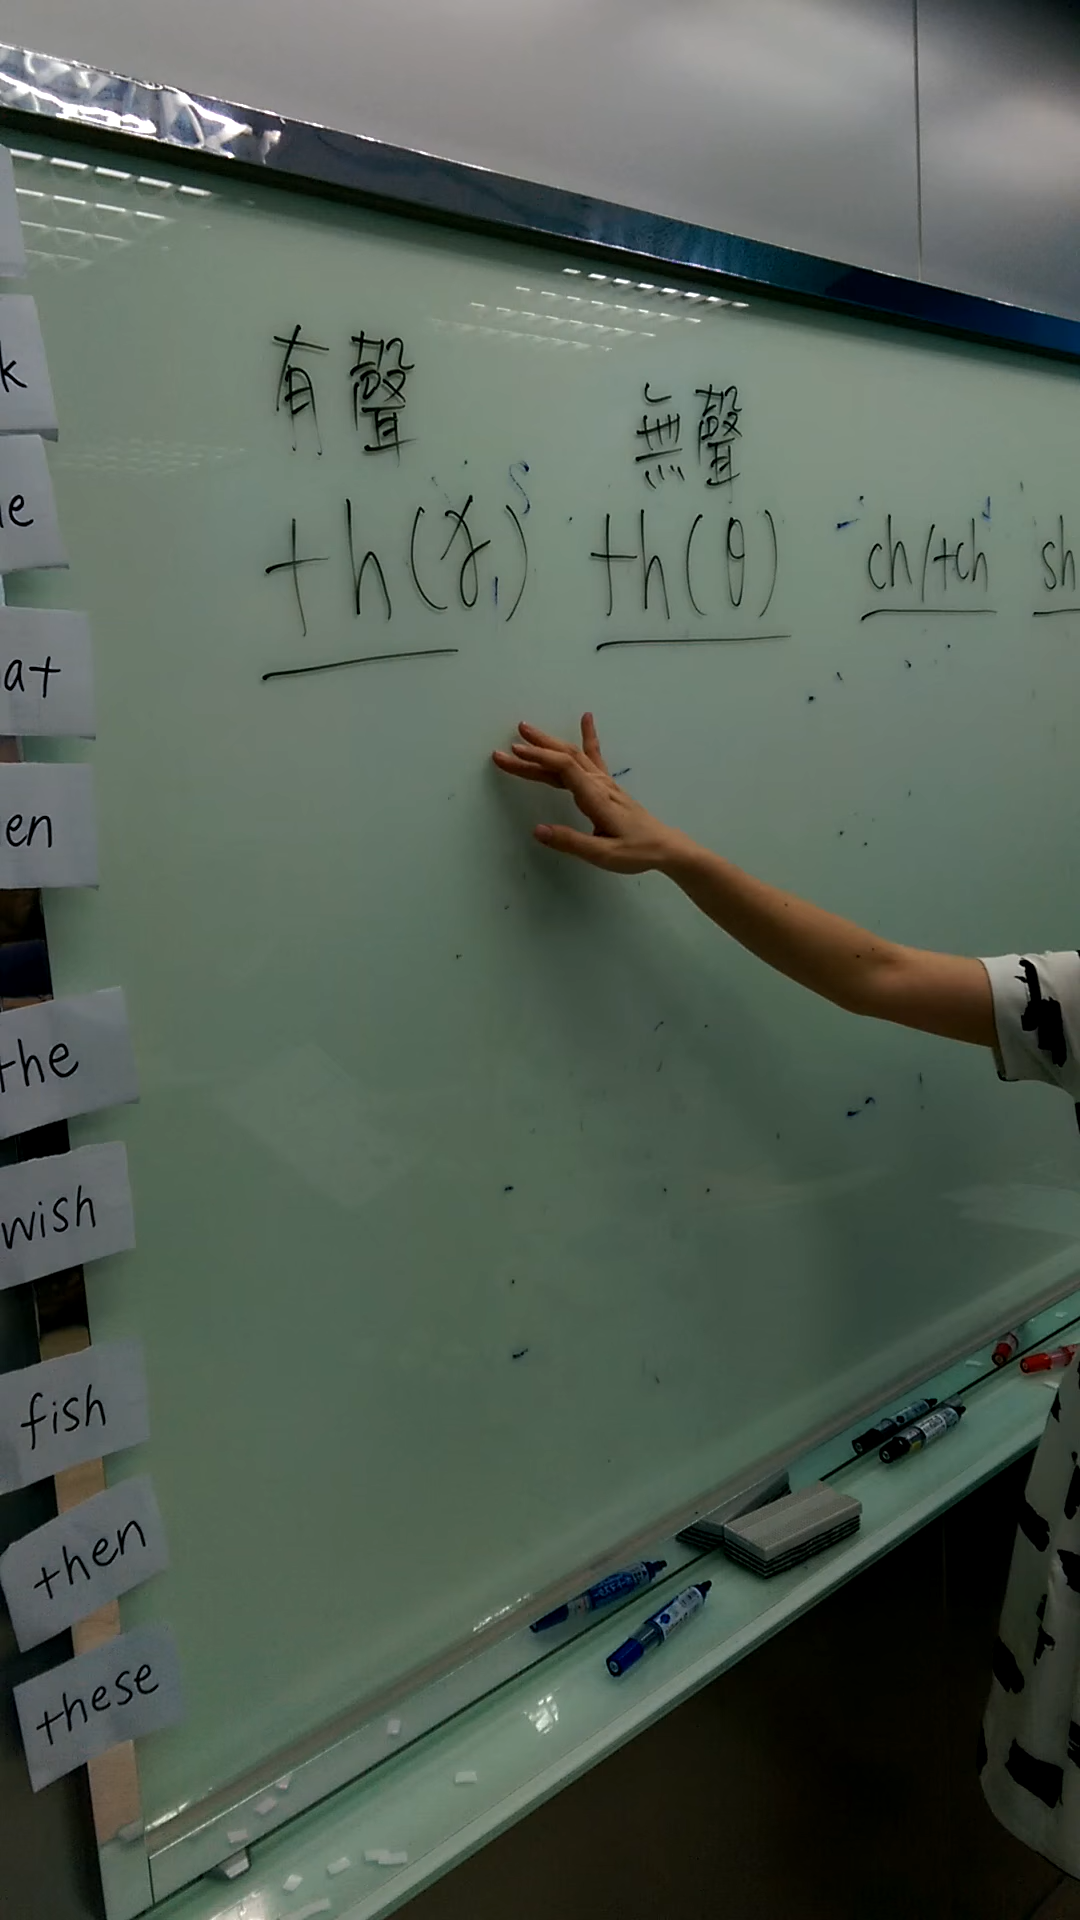 有聲 無聲
th(ɣ) th(θ) ch/tch sh
k
e
at
en
the
wish
fish
then
these